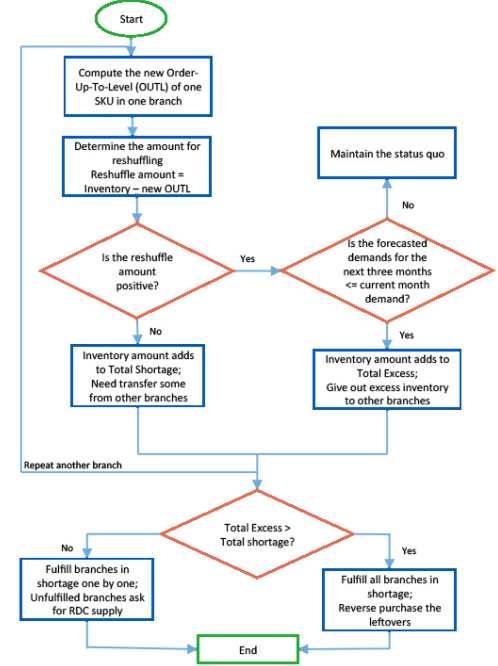 Start
Compute the new Order-
Up-To-Level (OUTL) of one
SKU in one branch
Determine the amount for
reshuffling
Reshuffle amount =
Inventory – new OUTL
Maintain the status quo
No
Is the reshuffle
amount
positive?
Yes
Is the forecasted
demands for the
next three months
<= current month
demand?
No
Yes
Inventory amount adds
to Total Shortage;
Need transfer some
from other branches
Inventory amount adds to
Total Excess;
Give out excess inventory
to other branches
Repeat another branch
Total Excess >
Total shortage?
No
Yes
Fulfill branches in
shortage one by one;
Unfulfilled branches ask
for RDC supply
Fulfill all branches in
shortage;
Reverse purchase the
leftovers
End